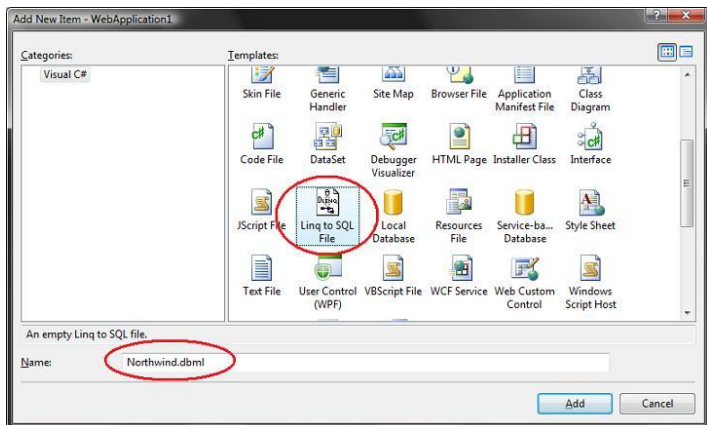 Add New Item - WebApplication1
Categories:
Templates:
Visual C#
Skin File
Generic Handler
Site Map
Browser File
Application Manifest File
Class Diagram
Code File
DataSet
Debugger Visualizer
HTML Page
Installer Class
Interface
JScript File
Linq to SQL File
Local Database
Resources File
Service-ba... Database
Style Sheet
Text File
User Control (WPF)
VBScript File
WCF Service
Web Custom Control
Windows Script Host
An empty Linq to SQL file.
Name:
Northwind.dbml
Add
Cancel